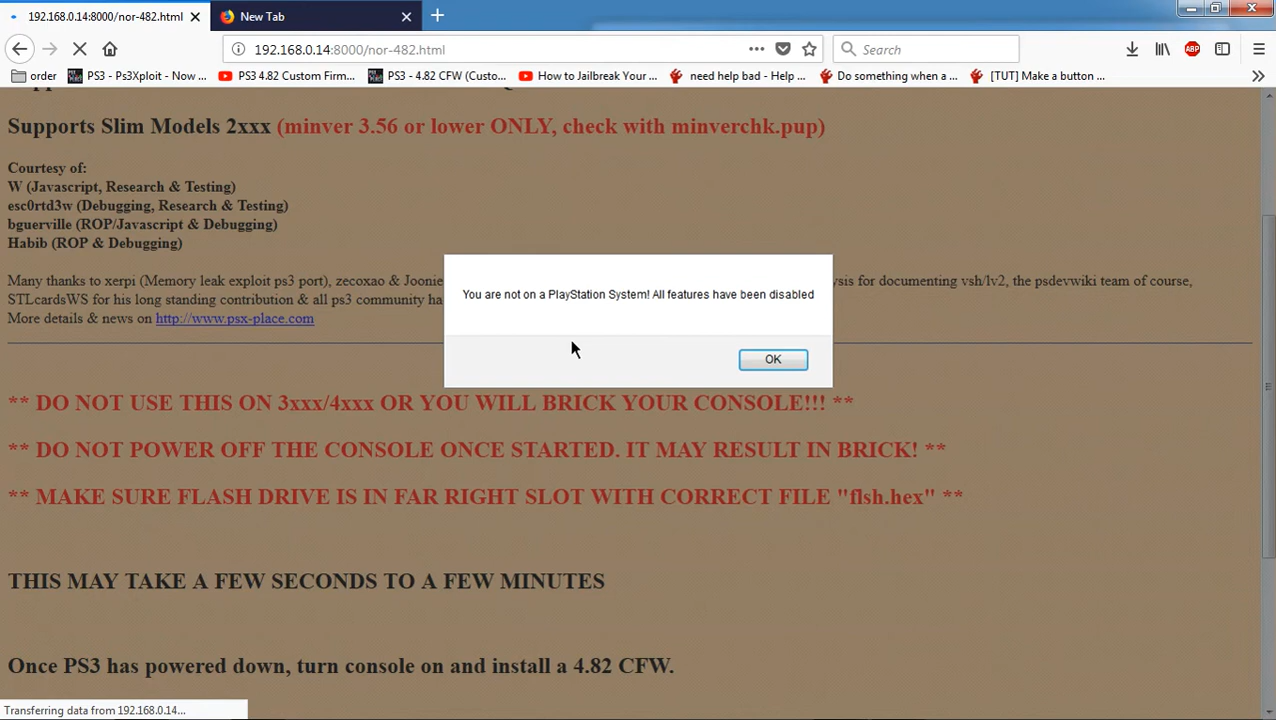 192.168.0.14:8000/nor-482.html
New Tab
192.168.0.14:8000/nor-482.html
Search
ABP
order
PS3 - Ps3Xploit - Now ...
PS3 4.82 Custom Firm...
PS3 - 4.82 CFW (Custo...
How to Jailbreak Your ...
need help bad - Help ...
Do something when a ...
[TUT] Make a button ...
Supports Slim Models 2xxx (minver 3.56 or lower ONLY, check with minverchk.pup)
Courtesy of:
W (Javascript, Research & Testing)
esc0rtd3w (Debugging, Research & Testing)
bguerville (ROP/Javascript & Debugging)
Habib (ROP & Debugging)
Many thanks to xerpi (Memory leak exploit ps3 port), zecoxao & Joonie
sis for documenting vsh/lv2, the psdevwiki team of course,
STLcardsWS for his long standing contribution & all ps3 community ha
More details & news on http://www.psx-place.com
You are not on a PlayStation System! All features have been disabled
OK
** DO NOT USE THIS ON 3xxx/4xxx OR YOU WILL BRICK YOUR CONSOLE!!! **
** DO NOT POWER OFF THE CONSOLE ONCE STARTED. IT MAY RESULT IN BRICK! **
** MAKE SURE FLASH DRIVE IS IN FAR RIGHT SLOT WITH CORRECT FILE "flsh.hex" **
THIS MAY TAKE A FEW SECONDS TO A FEW MINUTES
Once PS3 has powered down, turn console on and install a 4.82 CFW.
Transferring data from 192.168.0.14...